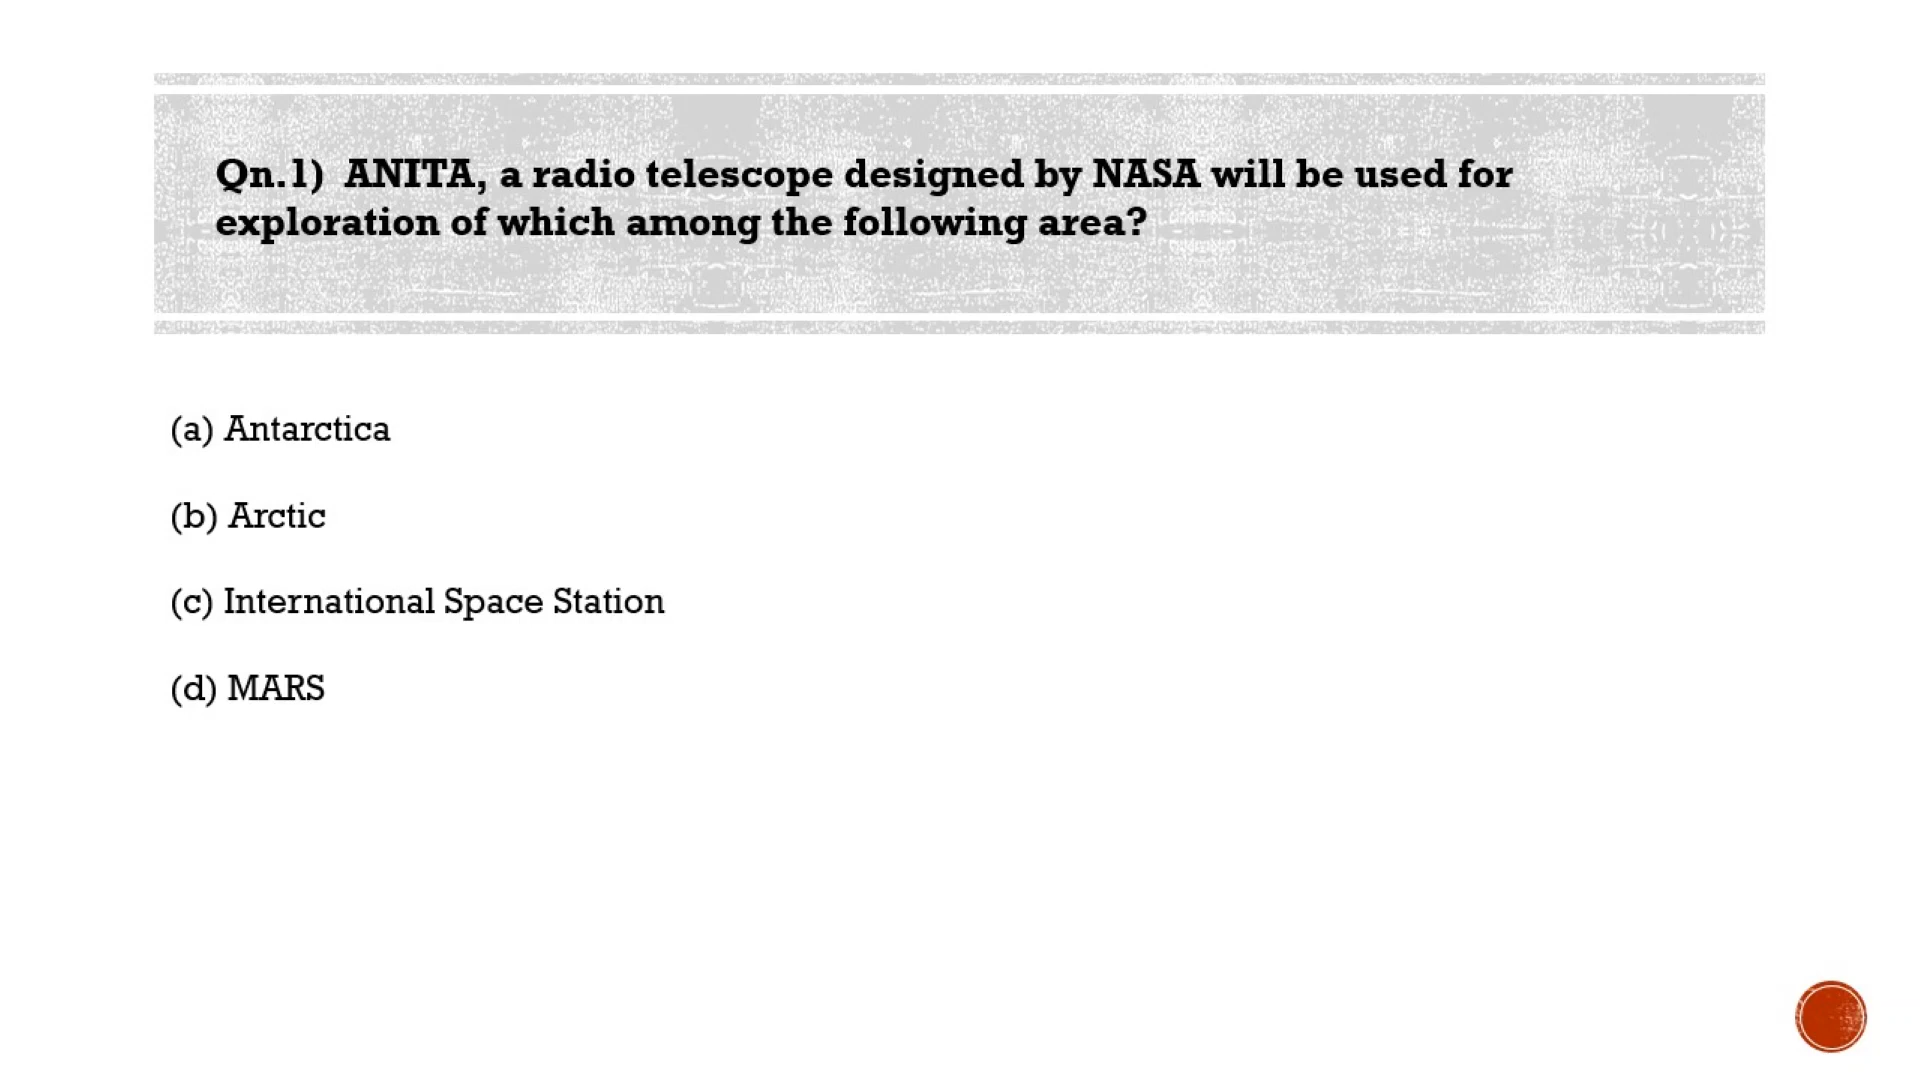 Qn.1) ANITA, a radio telescope designed by NASA will be used for
exploration of which among the following area?
(a) Antarctica
(b) Arctic
(c) International Space Station
(d) MARS